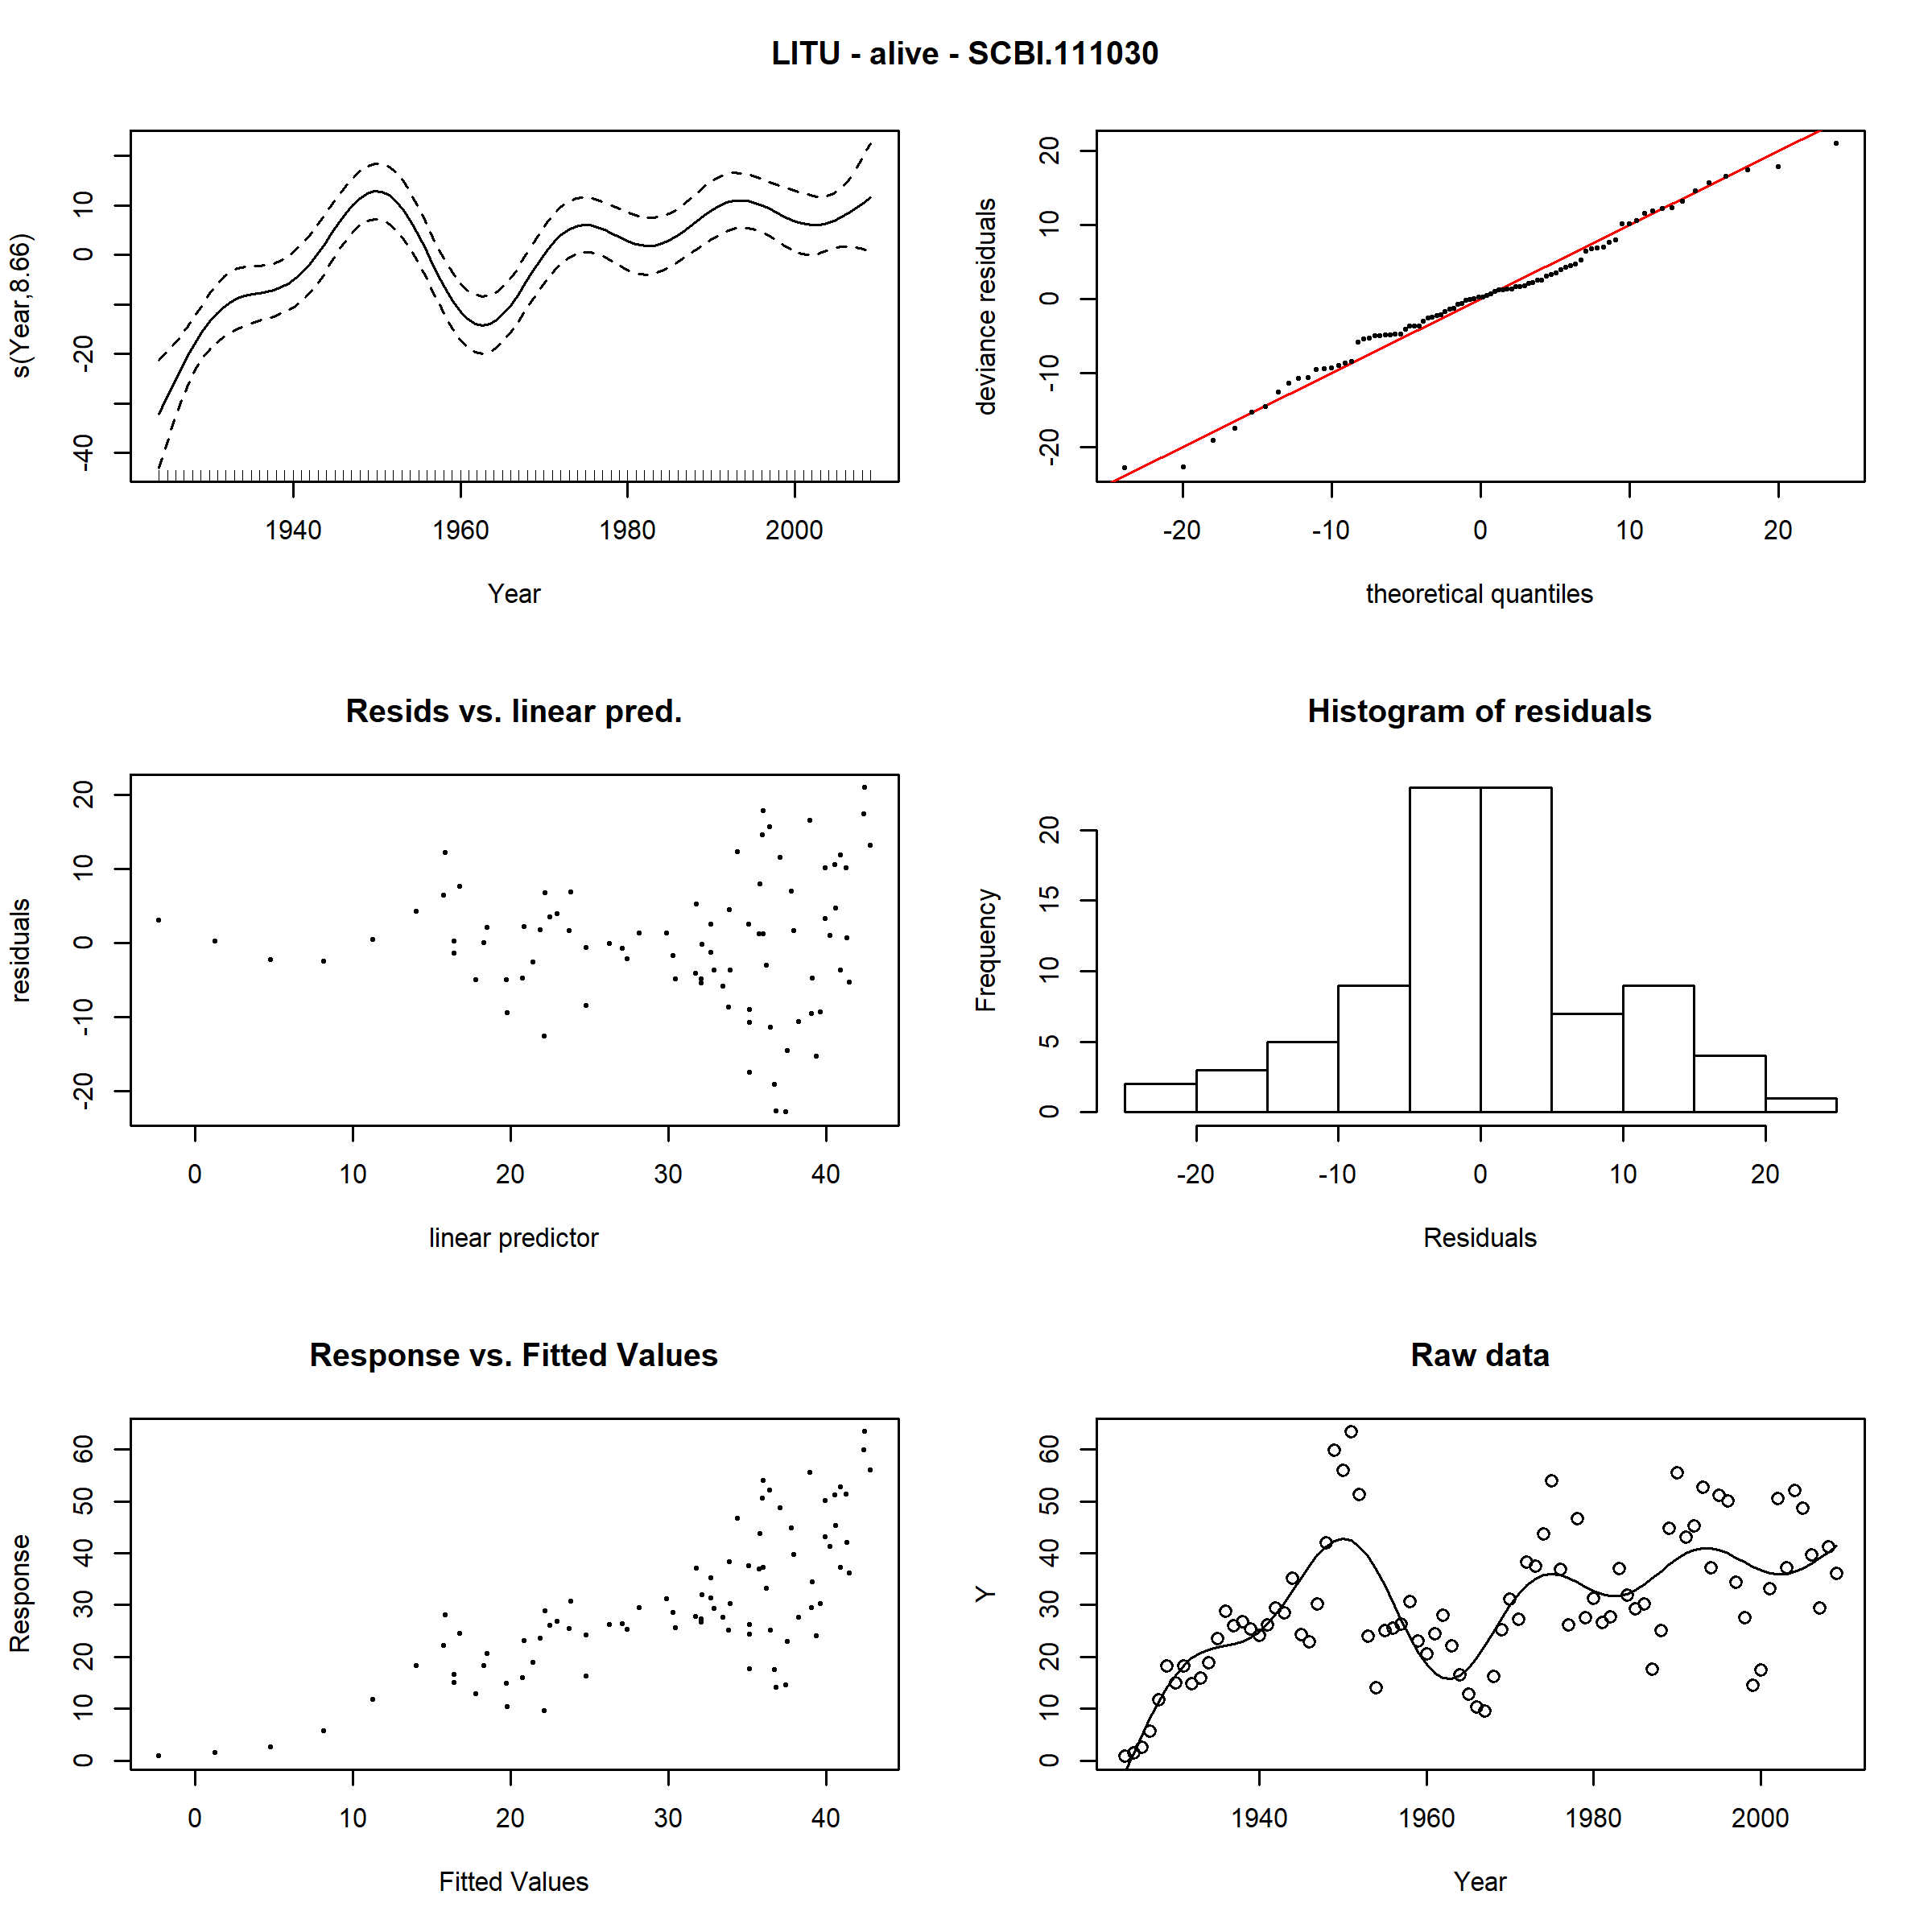 LITU - alive - SCBI.111030
s(Year,8.66)
-40 -20 0 10
1940 1960 1980 2000
Year
deviance residuals
-20 -10 0 10 20
-20 -10 0 10 20
theoretical quantiles
Resids vs. linear pred.
residuals
-20 -10 0 10 20
0 10 20 30 40
linear predictor
Histogram of residuals
Frequency
0 5 10 15 20
-20 -10 0 10 20
Residuals
Response vs. Fitted Values
Response
0 10 20 30 40 50 60
0 10 20 30 40
Fitted Values
Raw data
Y
0 10 20 30 40 50 60
1940 1960 1980 2000
Year